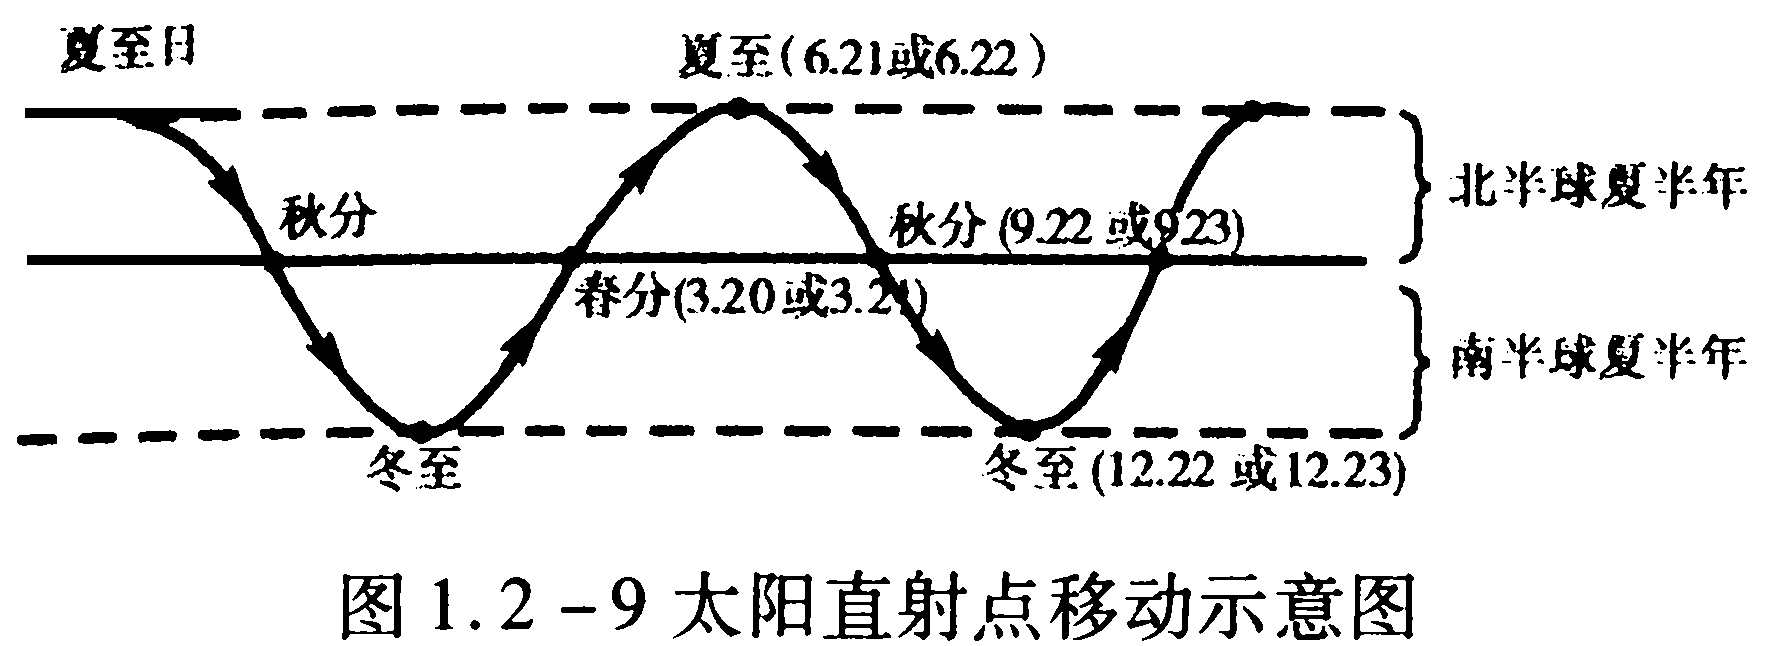 夏至日
夏至(6.21或6.22)
北半球夏半年
秋分
秋分(9.22或9.23)
春分(3.20或3.21)
南半球夏半年
冬至
冬至(12.22或12.23)
图1.2-9太阳直射点移动示意图